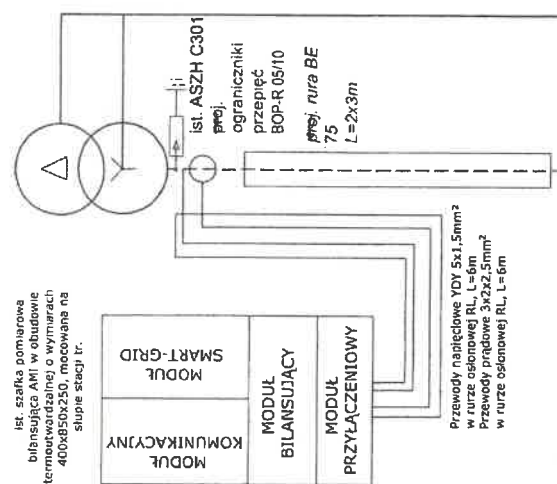 ist. szafka pomiarowa
bilansująca AMI w obudowie
termoutwardzalnej o wymiarach
400x850x250, mocowana na
słupie stacji tr.
ist. ASZH C301
proj.
ograniczniki
przepięć
BOP-R 05/10
proj. rura BE
75
L=2x3m
MODUŁ
KOMUNIKACYJNY
MODUŁ
SMART-GRID
MODUŁ
BILANSUJĄCY
MODUŁ
PRZYŁĄCZENIOWY
Przewody napięciowe YDY 5x1,5mm²
w rurze osłonowej RL, L=6m
Przewody prądowe 3x2x2,5mm²
w rurze osłonowej RL, L=6m